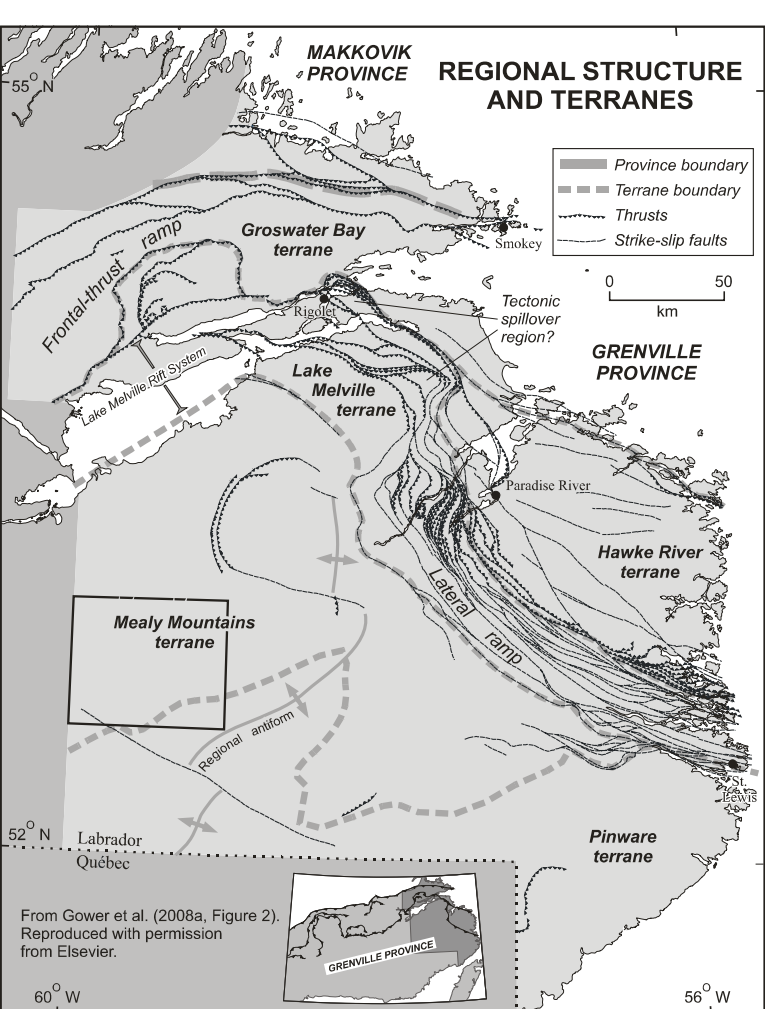 MAKKOVIK
PROVINCE
REGIONAL STRUCTURE
AND TERRANES
55° N
Province boundary
Terrane boundary
Thrusts
Strike-slip faults
Groswater Bay
terrane
Smokey
Frontal-thrust ramp
0 50
km
Rigolet
Tectonic
spillover
region?
GRENVILLE
PROVINCE
Lake Melville Rift System
Lake
Melville
terrane
Paradise River
Hawke River
terrane
Lateral ramp
Mealy Mountains
terrane
Regional antiform
St.
Lewis
52° N
Labrador
Québec
Pinware
terrane
From Gower et al. (2008a, Figure 2).
Reproduced with permission
from Elsevier.
GRENVILLE PROVINCE
60° W
56° W